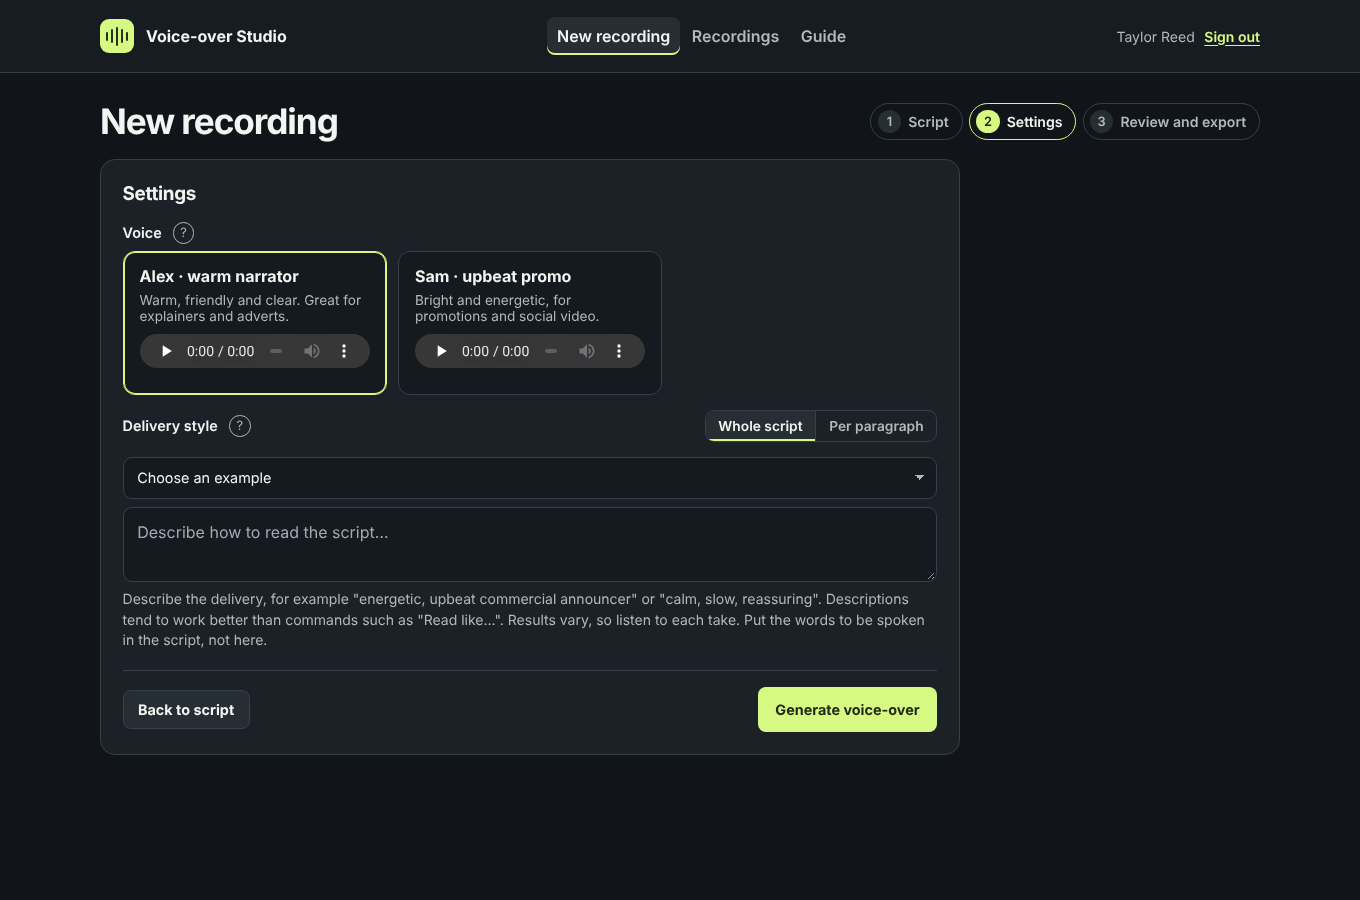 Voice-over Studio
New recording
Recordings
Guide
Taylor Reed Sign out
New recording
1 Script
2 Settings
3 Review and export
Settings
Voice ?
Alex · warm narrator
Warm, friendly and clear. Great for
explainers and adverts.
0:00 / 0:00
Sam · upbeat promo
Bright and energetic, for
promotions and social video.
0:00 / 0:00
Delivery style ?
Whole script
Per paragraph
Choose an example
Describe how to read the script...
Describe the delivery, for example "energetic, upbeat commercial announcer" or "calm, slow, reassuring". Descriptions
tend to work better than commands such as "Read like...". Results vary, so listen to each take. Put the words to be spoken
in the script, not here.
Back to script
Generate voice-over